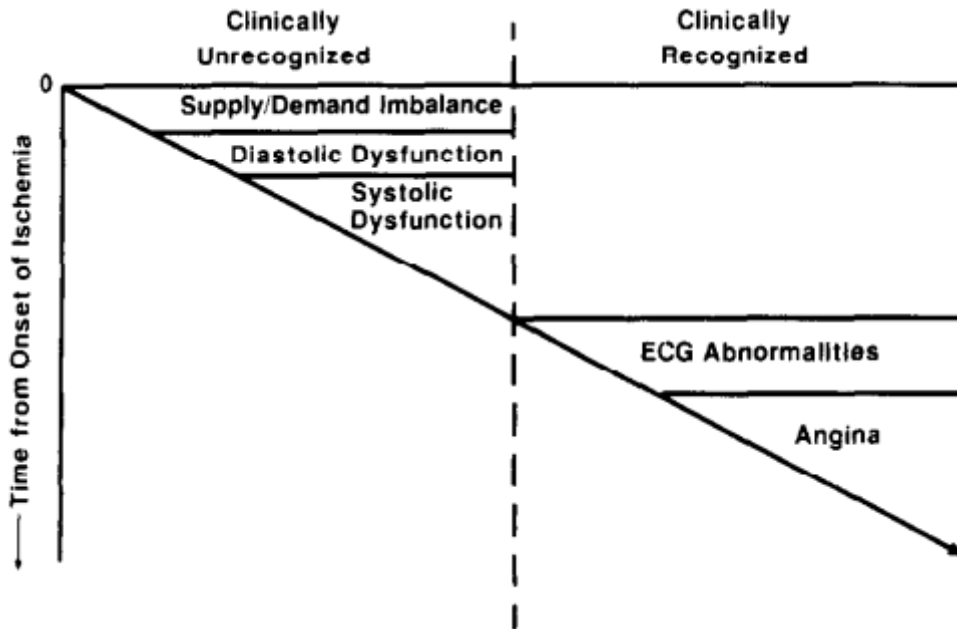 Clinically
Unrecognized
Clinically
Recognized
0
Supply/Demand Imbalance
Diastolic Dysfunction
Systolic
Dysfunction
ECG Abnormalities
Angina
Time from Onset of Ischemia